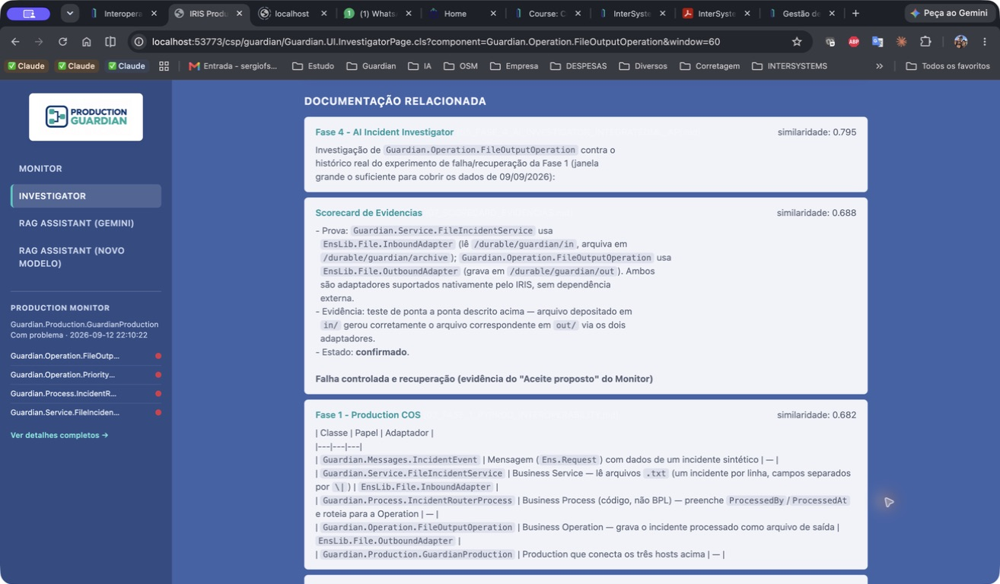 Interopera
IRIS Produ
localhost
(1) Whats
Home
Course: C
InterSyste
InterSyste
Gestão de
Peça ao Gemini
localhost:53773/csp/guardian/Guardian.UI.InvestigatorPage.cls?component=Guardian.Operation.FileOutputOperation&window=60
ABP
Claude
Claude
Claude
Entrada - sergiofs...
Estudo
Guardian
IA
OSM
Empresa
DESPESAS
Diversos
Corretagem
INTERSYSTEMS
»
Todos os favoritos
PRODUCTION
GUARDIAN
MONITOR
INVESTIGATOR
RAG ASSISTANT (GEMINI)
RAG ASSISTANT (NOVO
MODELO)
PRODUCTION MONITOR
Guardian.Production.GuardianProduction
Com problema · 2026-09-12 22:10:22
Guardian.Operation.FileOutp...
Guardian.Operation.Priority...
Guardian.Process.IncidentR...
Guardian.Service.FileInciden...
Ver detalhes completos →
DOCUMENTAÇÃO RELACIONADA
Fase 4 - AI Incident Investigator
similaridade: 0.795
Investigação de Guardian.Operation.FileOutputOperation contra o
histórico real do experimento de falha/recuperação da Fase 1 (janela
grande o suficiente para cobrir os dados de 09/09/2026):
Scorecard de Evidencias
similaridade: 0.688
- Prova: Guardian.Service.FileIncidentService usa
EnsLib.File.InboundAdapter (lê /durable/guardian/in, arquiva em
/durable/guardian/archive); Guardian.Operation.FileOutputOperation usa
EnsLib.File.OutboundAdapter (grava em /durable/guardian/out). Ambos
são adaptadores suportados nativamente pelo IRIS, sem dependência
externa.
- Evidência: teste de ponta a ponta descrito acima — arquivo depositado em
in/ gerou corretamente o arquivo correspondente em out/ via os dois
adaptadores.
- Estado: confirmado.
Falha controlada e recuperação (evidência do "Aceite proposto" do Monitor)
Fase 1 - Production COS
similaridade: 0.682
| Classe | Papel | Adaptador |
|---|---|---|
| Guardian.Messages.IncidentEvent | Mensagem (Ens.Request) com dados de um incidente sintético | — |
| Guardian.Service.FileIncidentService | Business Service — lê arquivos .txt (um incidente por linha, campos separados
por \|) | EnsLib.File.InboundAdapter |
| Guardian.Process.IncidentRouterProcess | Business Process (código, não BPL) — preenche ProcessedBy/ProcessedAt
e roteia para a Operation | — |
| Guardian.Operation.FileOutputOperation | Business Operation — grava o incidente processado como arquivo de saída |
EnsLib.File.OutboundAdapter |
| Guardian.Production.GuardianProduction | Production que conecta os três hosts acima | — |